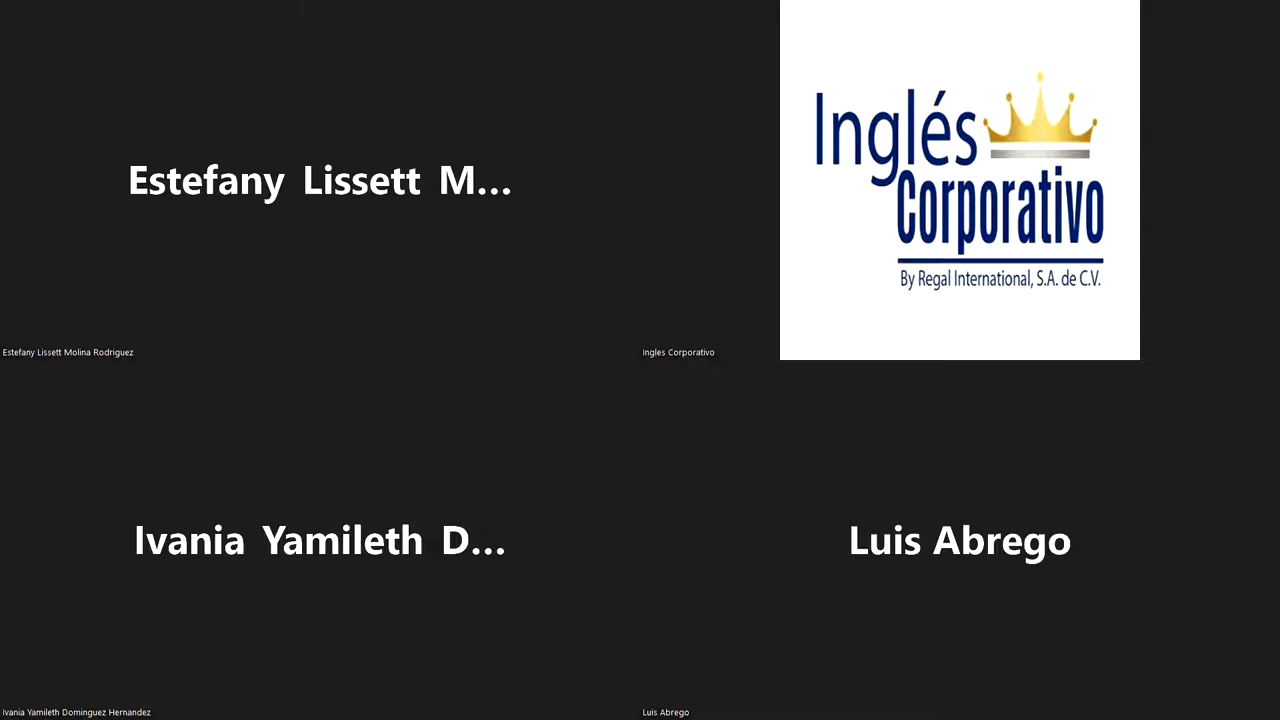 Estefany Lissett M...
Estefany Lissett Molina Rodriguez
Inglés
Corporativo
By Regal International, S.A. de C.V.
Ingles Corporativo
Ivania Yamileth D...
Ivania Yamileth Dominguez Hernandez
Luis Abrego
Luis Abrego